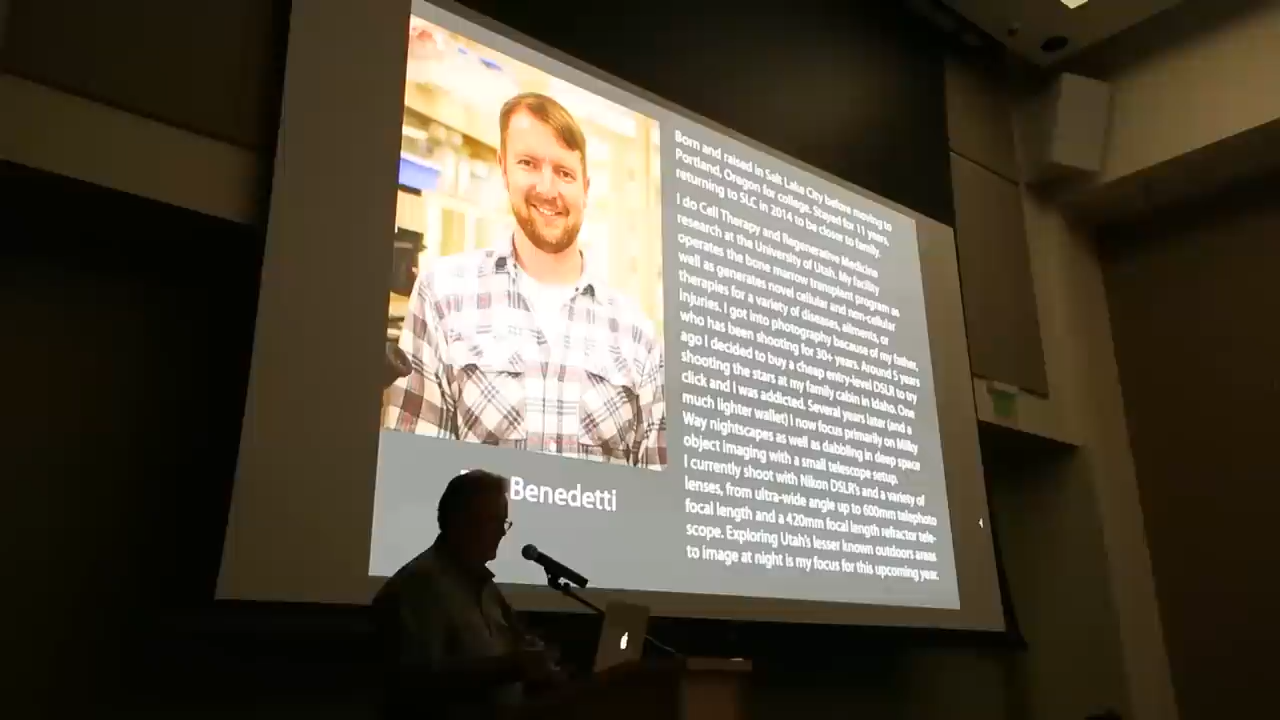 Born and raised in Salt Lake City before moving to
Portland, Oregon for college. Stayed for 11 years,
returning to SLC in 2014 to be closer to family.
I do Cell Therapy and Regenerative Medicine
research at the University of Utah. My facility
operates the bone marrow transplant program as
well as generates novel cellular and non-cellular
therapies for a variety of diseases, ailments, or
injuries. I got into photography because of my father,
who has been shooting for 30+ years. Around 5 years
ago I decided to buy a cheap entry-level DSLR to try
shooting the stars at my family cabin in Idaho. One
click and I was addicted. Several years later (and a
much lighter wallet) I now focus primarily on Milky
Way nightscapes as well as dabbling in deep space
object imaging with a small telescope setup.
I currently shoot with Nikon DSLR's and a variety of
lenses, from ultra-wide angle up to 600mm telephoto
focal length and a 420mm focal length refractor tele-
scope. Exploring Utah's lesser known outdoors areas
to image at night is my focus for this upcoming year.
Benedetti